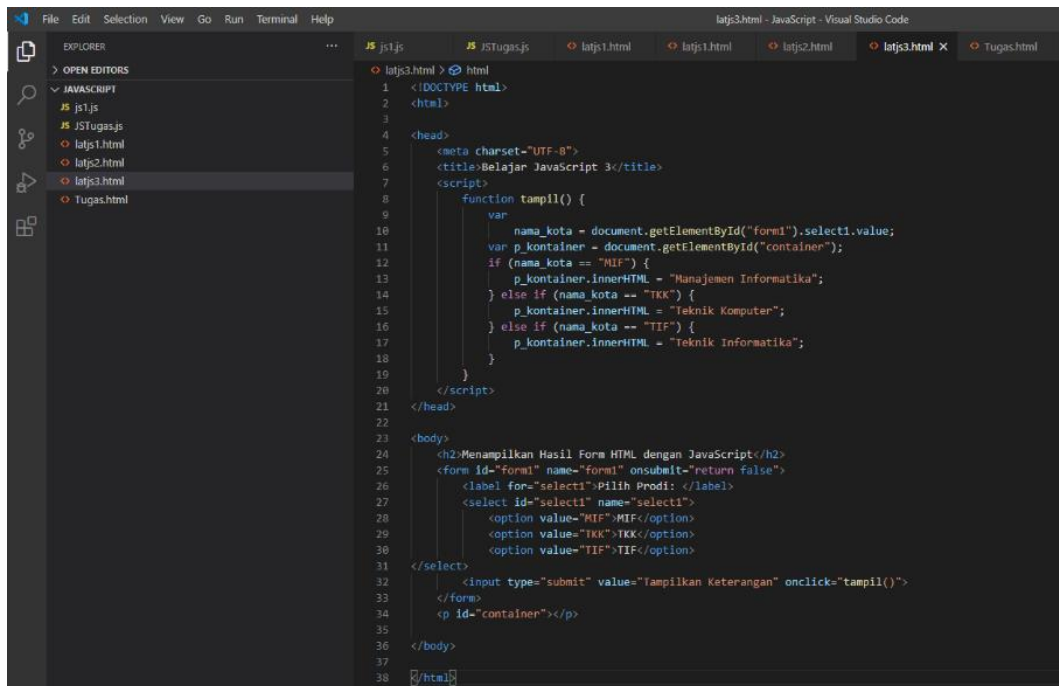 File Edit Selection View Go Run Terminal Help
latjs3.html - JavaScript - Visual Studio Code
EXPLORER ...
OPEN EDITORS
JAVASCRIPT
JS js1.js
JS JSTugas.js
latjs1.html
latjs2.html
latjs3.html
Tugas.html
JS js1.js JS JSTugas.js latjs1.html latjs1.html latjs2.html latjs3.html Tugas.html
latjs3.html > html
1 <!DOCTYPE html>
2 <html>
3
4 <head>
5 <meta charset="UTF-8">
6 <title>Belajar JavaScript 3</title>
7 <script>
8 function tampil() {
9 var
10 nama_kota = document.getElementById("form1").select1.value;
11 var p_kontainer = document.getElementById("container");
12 if (nama_kota == "MIF") {
13 p_kontainer.innerHTML = "Manajemen Informatika";
14 } else if (nama_kota == "TKK") {
15 p_kontainer.innerHTML = "Teknik Komputer";
16 } else if (nama_kota == "TIF") {
17 p_kontainer.innerHTML = "Teknik Informatika";
18 }
19 }
20 </script>
21 </head>
22
23 <body>
24 <h2>Menampilkan Hasil Form HTML dengan JavaScript</h2>
25 <form id="form1" name="form1" onsubmit="return false">
26 <label for="select1">Pilih Prodi: </label>
27 <select id="select1" name="select1">
28 <option value="MIF">MIF</option>
29 <option value="TKK">TKK</option>
30 <option value="TIF">TIF</option>
31 </select>
32 <input type="submit" value="Tampilkan Keterangan" onclick="tampil()">
33 </form>
34 <p id="container"></p>
35
36 </body>
37
38 </html>